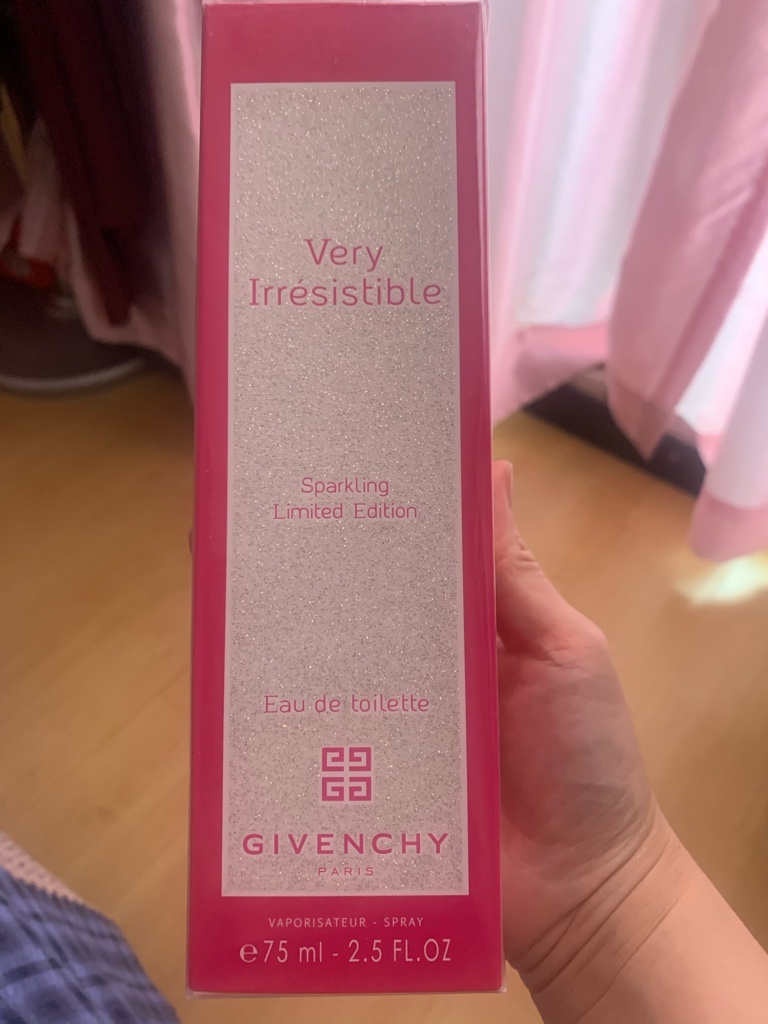 Very
Irrésistible
Sparkling
Limited Edition
Eau de toilette
GIVENCHY
PARIS
VAPORISATEUR - SPRAY
℮75 ml - 2.5 FL.OZ